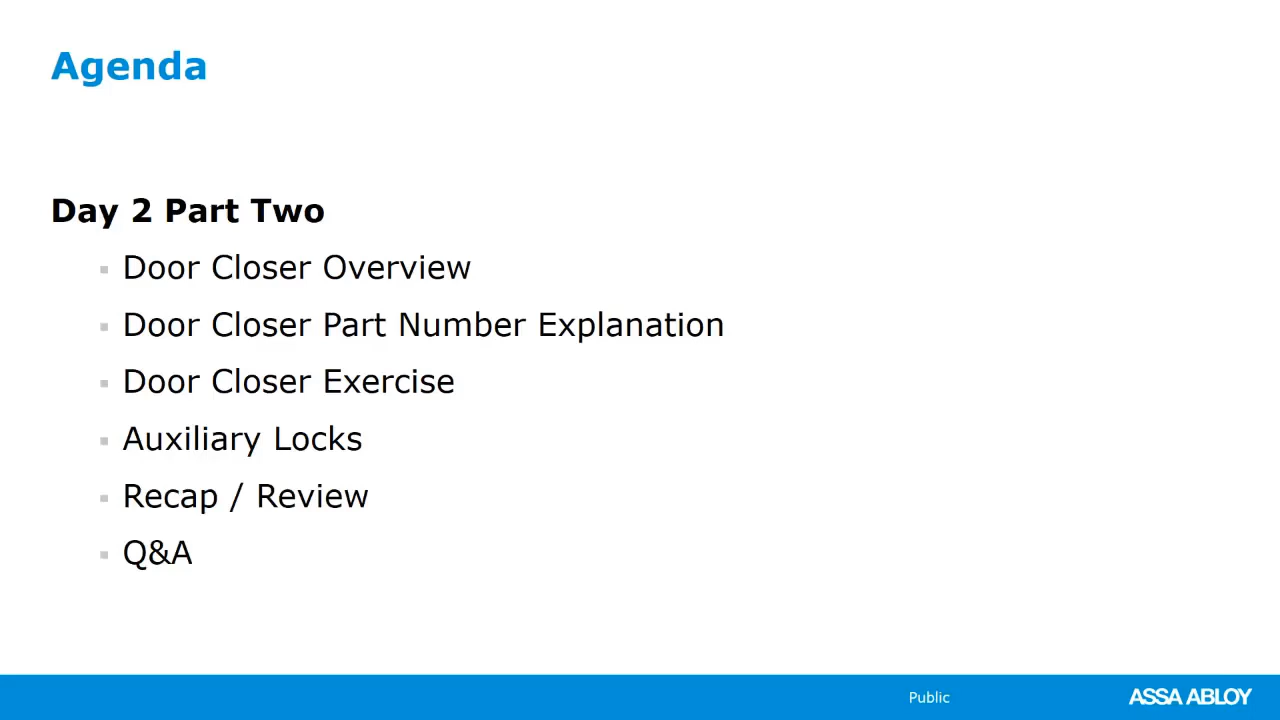 Agenda
Day 2 Part Two
Door Closer Overview
Door Closer Part Number Explanation
Door Closer Exercise
Auxiliary Locks
Recap / Review
Q&A
Public
ASSA ABLOY